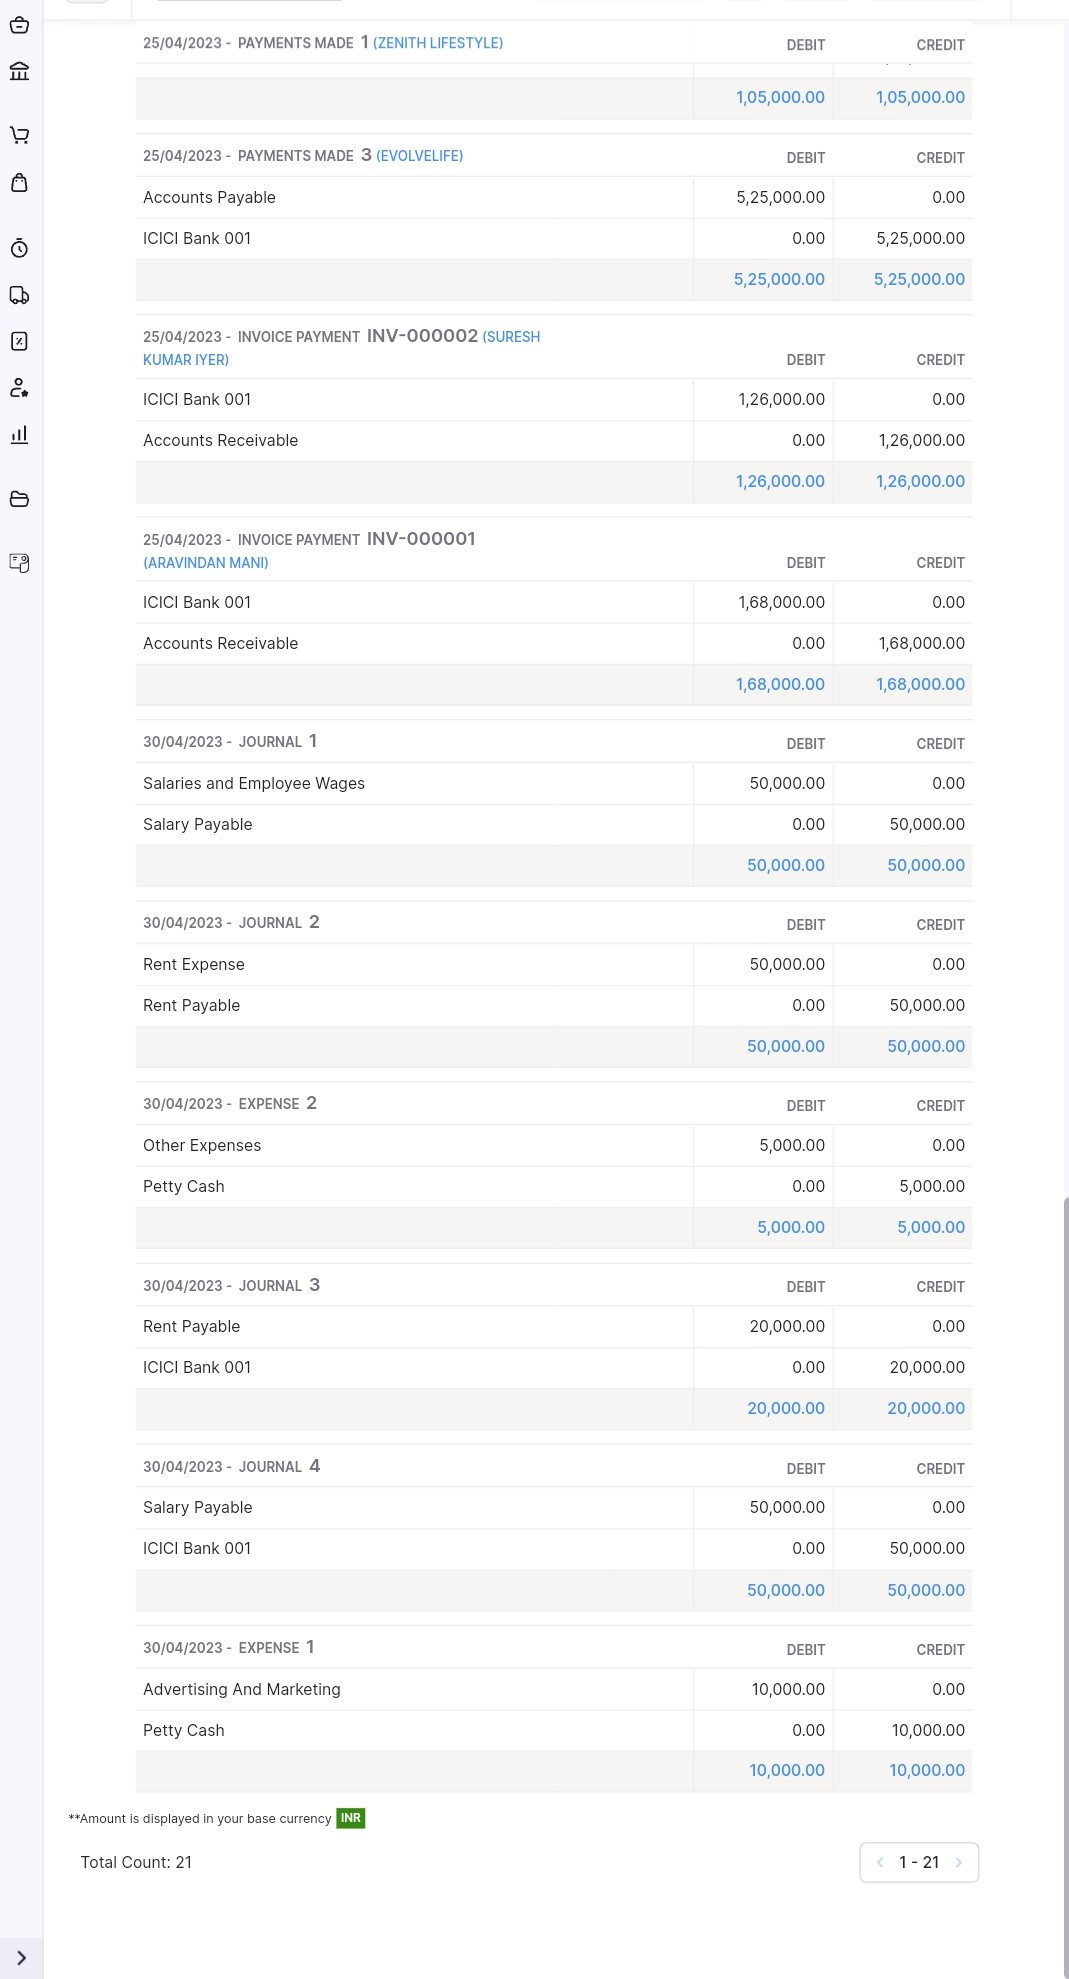 25/04/2023 - PAYMENTS MADE 1 (ZENITH LIFESTYLE) DEBIT CREDIT
1,05,000.00 1,05,000.00
25/04/2023 - PAYMENTS MADE 3 (EVOLVELIFE) DEBIT CREDIT
Accounts Payable 5,25,000.00 0.00
ICICI Bank 001 0.00 5,25,000.00
5,25,000.00 5,25,000.00
25/04/2023 - INVOICE PAYMENT INV-000002 (SURESH
KUMAR IYER) DEBIT CREDIT
ICICI Bank 001 1,26,000.00 0.00
Accounts Receivable 0.00 1,26,000.00
1,26,000.00 1,26,000.00
25/04/2023 - INVOICE PAYMENT INV-000001
(ARAVINDAN MANI) DEBIT CREDIT
ICICI Bank 001 1,68,000.00 0.00
Accounts Receivable 0.00 1,68,000.00
1,68,000.00 1,68,000.00
30/04/2023 - JOURNAL 1 DEBIT CREDIT
Salaries and Employee Wages 50,000.00 0.00
Salary Payable 0.00 50,000.00
50,000.00 50,000.00
30/04/2023 - JOURNAL 2 DEBIT CREDIT
Rent Expense 50,000.00 0.00
Rent Payable 0.00 50,000.00
50,000.00 50,000.00
30/04/2023 - EXPENSE 2 DEBIT CREDIT
Other Expenses 5,000.00 0.00
Petty Cash 0.00 5,000.00
5,000.00 5,000.00
30/04/2023 - JOURNAL 3 DEBIT CREDIT
Rent Payable 20,000.00 0.00
ICICI Bank 001 0.00 20,000.00
20,000.00 20,000.00
30/04/2023 - JOURNAL 4 DEBIT CREDIT
Salary Payable 50,000.00 0.00
ICICI Bank 001 0.00 50,000.00
50,000.00 50,000.00
30/04/2023 - EXPENSE 1 DEBIT CREDIT
Advertising And Marketing 10,000.00 0.00
Petty Cash 0.00 10,000.00
10,000.00 10,000.00
**Amount is displayed in your base currency INR
Total Count: 21 1 - 21